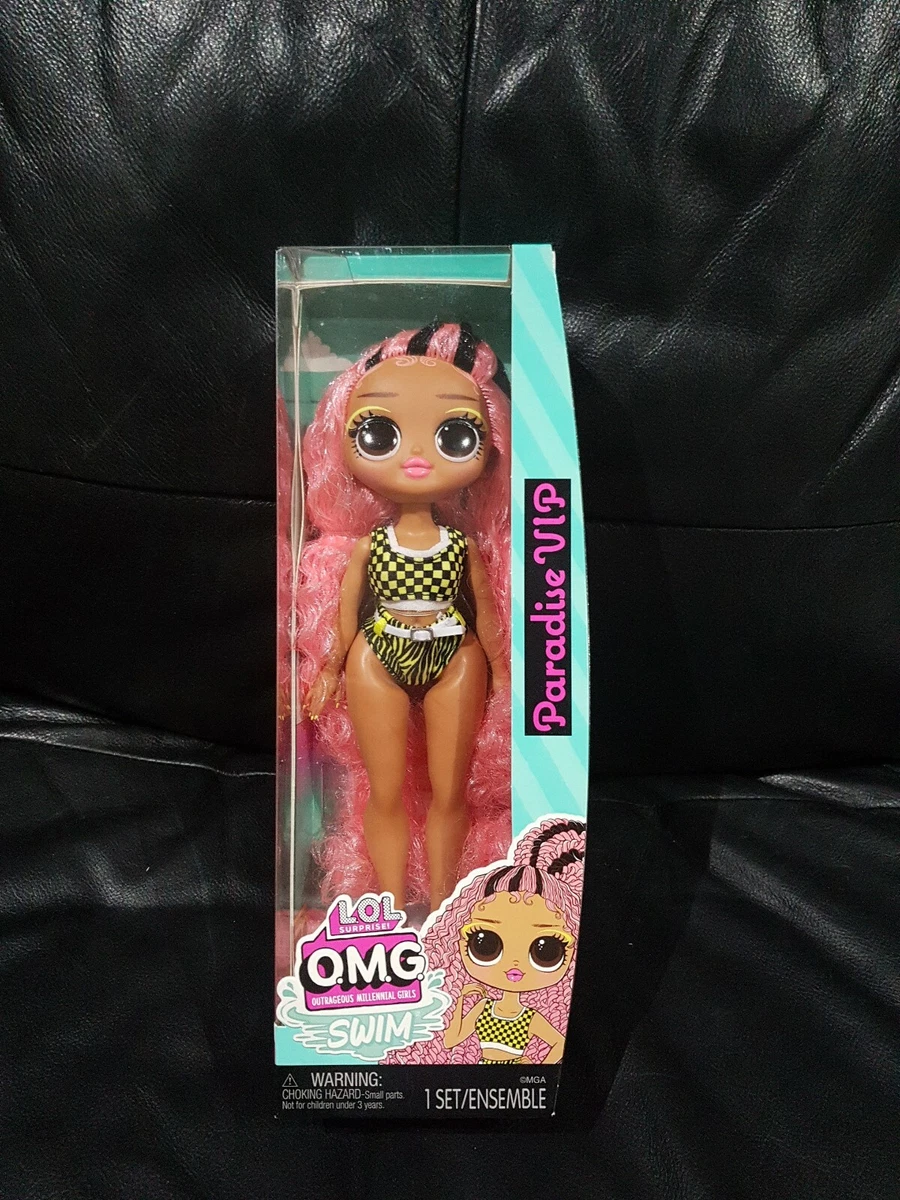 Paradise VIP
LOL
SURPRISE!
O.M.G.
OUTRAGEOUS MILLENNIAL GIRLS
SWIM
WARNING:
CHOKING HAZARD-Small parts.
Not for children under 3 years.
©MGA
1 SET/ENSEMBLE